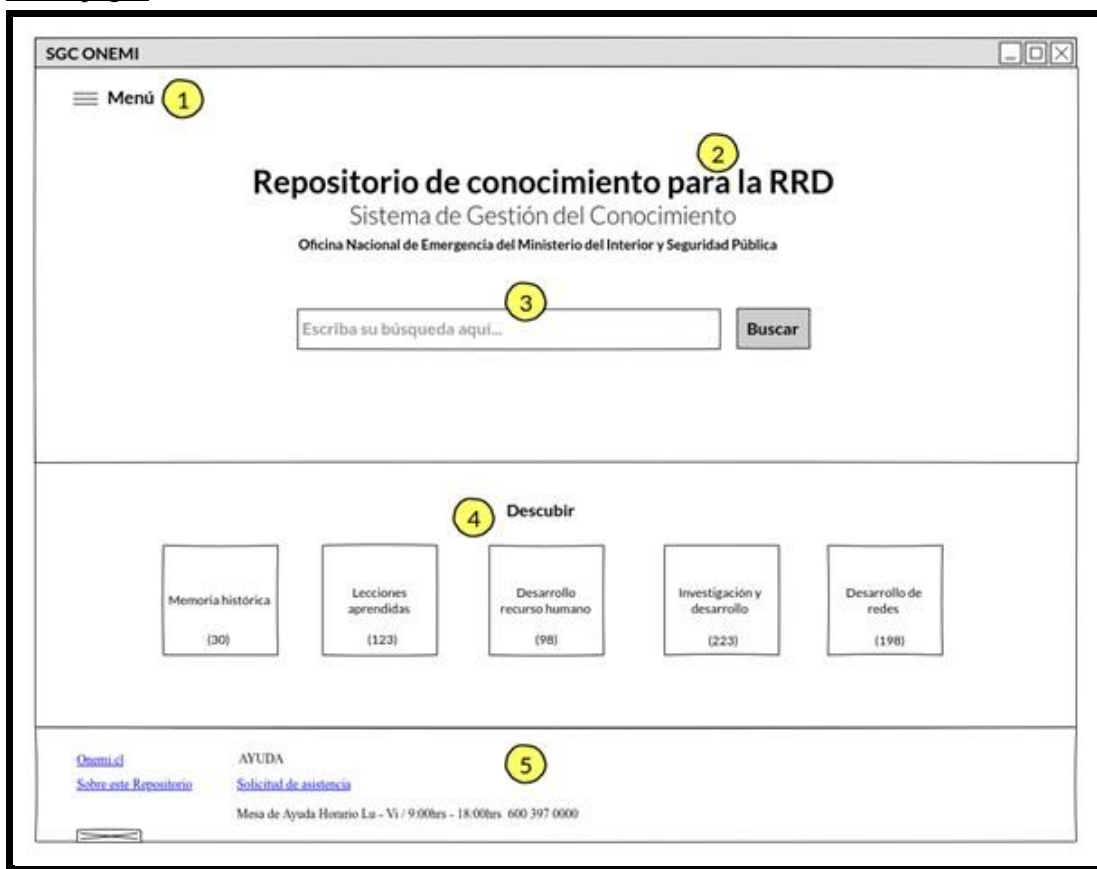 SGC ONEMI
Menú 1
2
Repositorio de conocimiento para la RRD
Sistema de Gestión del Conocimiento
Oficina Nacional de Emergencia del Ministerio del Interior y Seguridad Pública
3
Escriba su búsqueda aquí... Buscar
4 Descubir
Memoria histórica
(30)
Lecciones
aprendidas
(123)
Desarrollo
recurso humano
(98)
Investigación y
desarrollo
(223)
Desarrollo de
redes
(198)
Onemi.cl
Sobre este Repositorio
AYUDA
Solicitud de asistencia
Mesa de Ayuda Horario Lu - Vi / 9:00hrs - 18:00hrs 600 397 0000
5